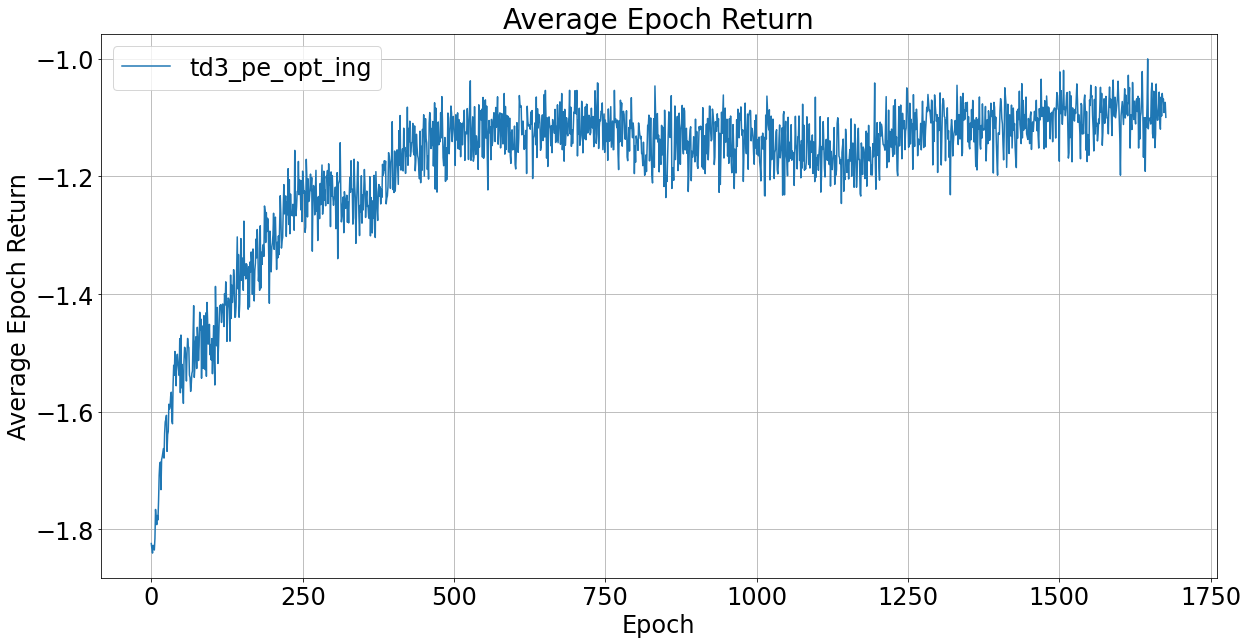 Average Epoch Return
td3_pe_opt_ing
Average Epoch Return
−1.0
−1.2
−1.4
−1.6
−1.8
0 250 500 750 1000 1250 1500 1750
Epoch